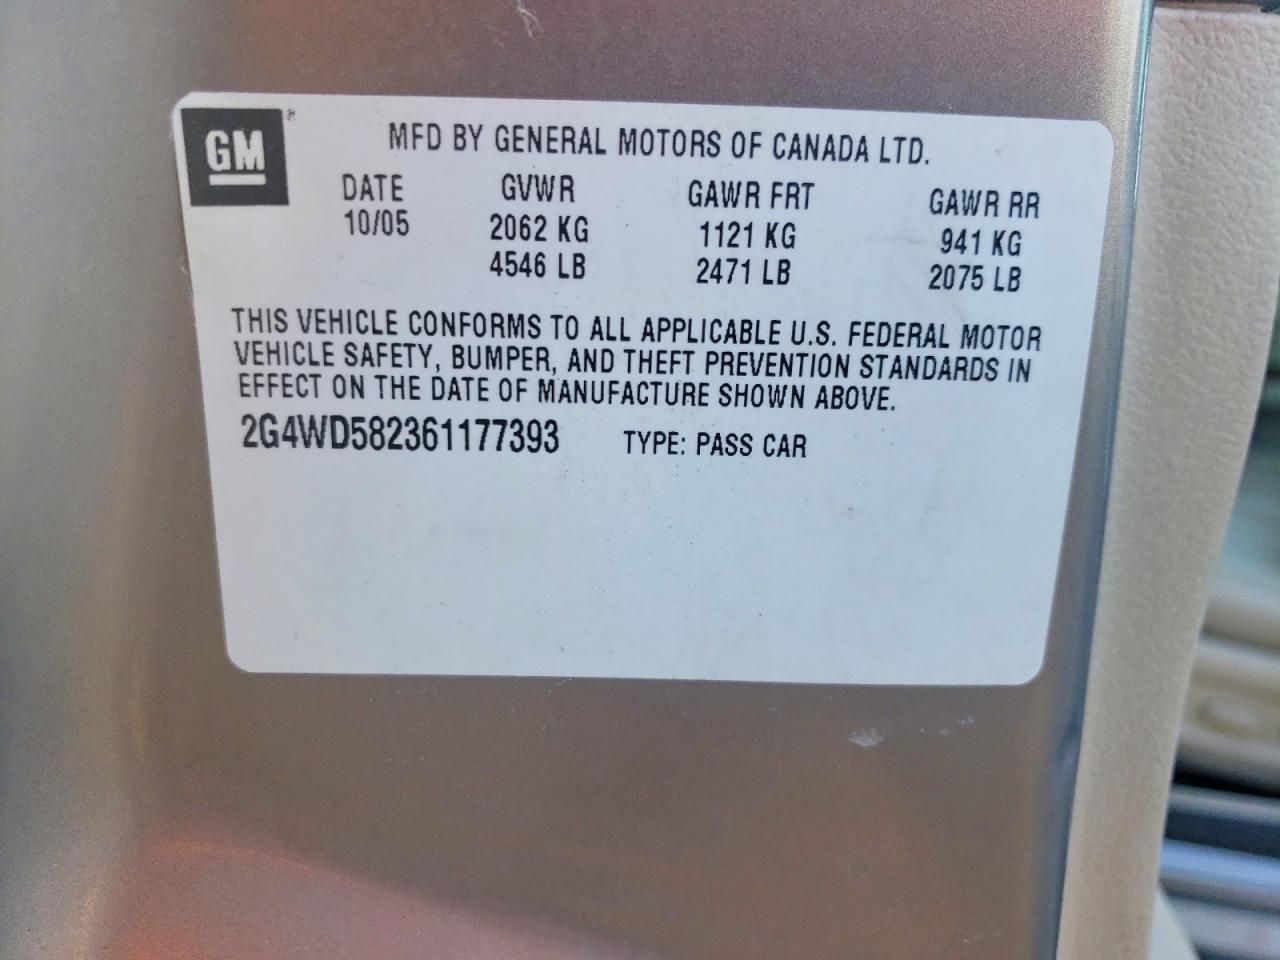 GM®
MFD BY GENERAL MOTORS OF CANADA LTD.
DATE GVWR GAWR FRT GAWR RR
10/05 2062 KG 1121 KG 941 KG
4546 LB 2471 LB 2075 LB
THIS VEHICLE CONFORMS TO ALL APPLICABLE U.S. FEDERAL MOTOR
VEHICLE SAFETY, BUMPER, AND THEFT PREVENTION STANDARDS IN
EFFECT ON THE DATE OF MANUFACTURE SHOWN ABOVE.
2G4WD582361177393 TYPE: PASS CAR